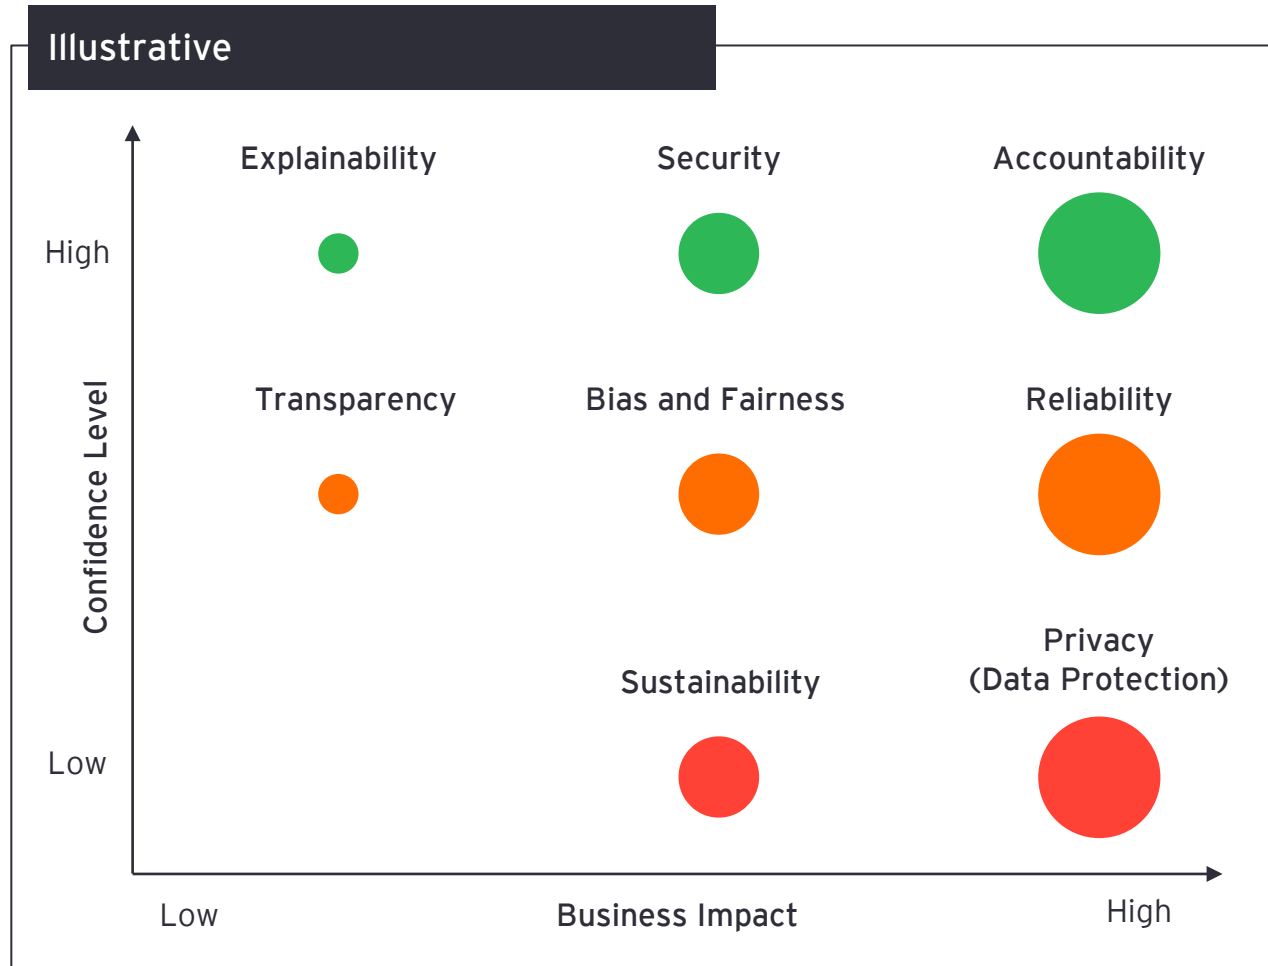 Illustrative
Explainability
Security
Accountability
High
Transparency
Bias and Fairness
Reliability
Confidence Level
Privacy
(Data Protection)
Sustainability
Low
Low
Business Impact
High